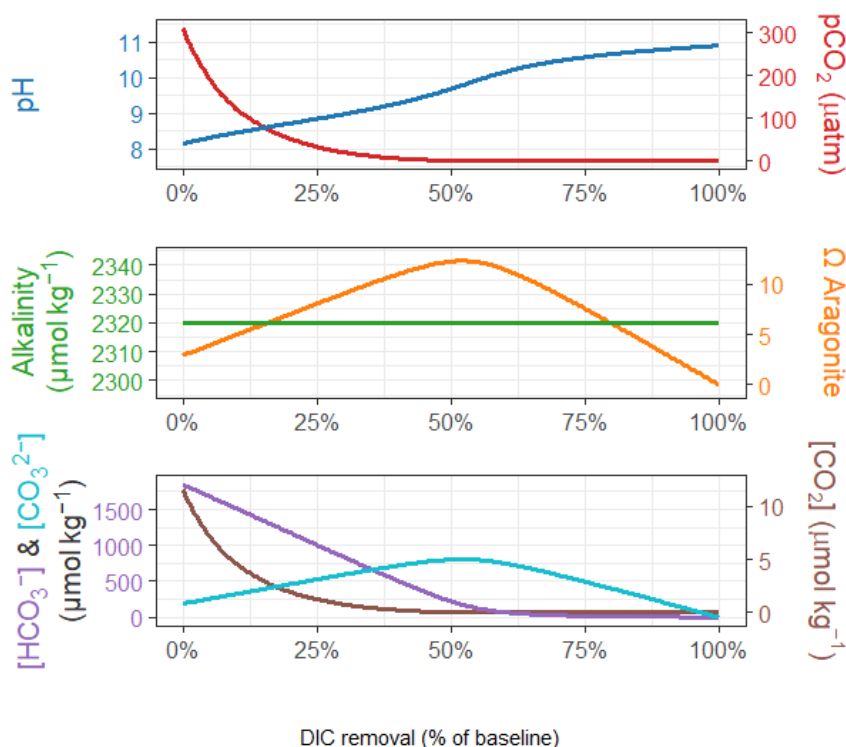 pH
11
10
9
8
300
200
100
0
pCO₂ (µatm)
0% 25% 50% 75% 100%
Alkalinity
(µmol kg⁻¹)
2340
2330
2320
2310
2300
10
5
0
Ω Aragonite
0% 25% 50% 75% 100%
[HCO₃⁻] & [CO₃²⁻]
(µmol kg⁻¹)
1500
1000
500
0
10
5
0
[CO₂] (µmol kg⁻¹)
0% 25% 50% 75% 100%
DIC removal (% of baseline)